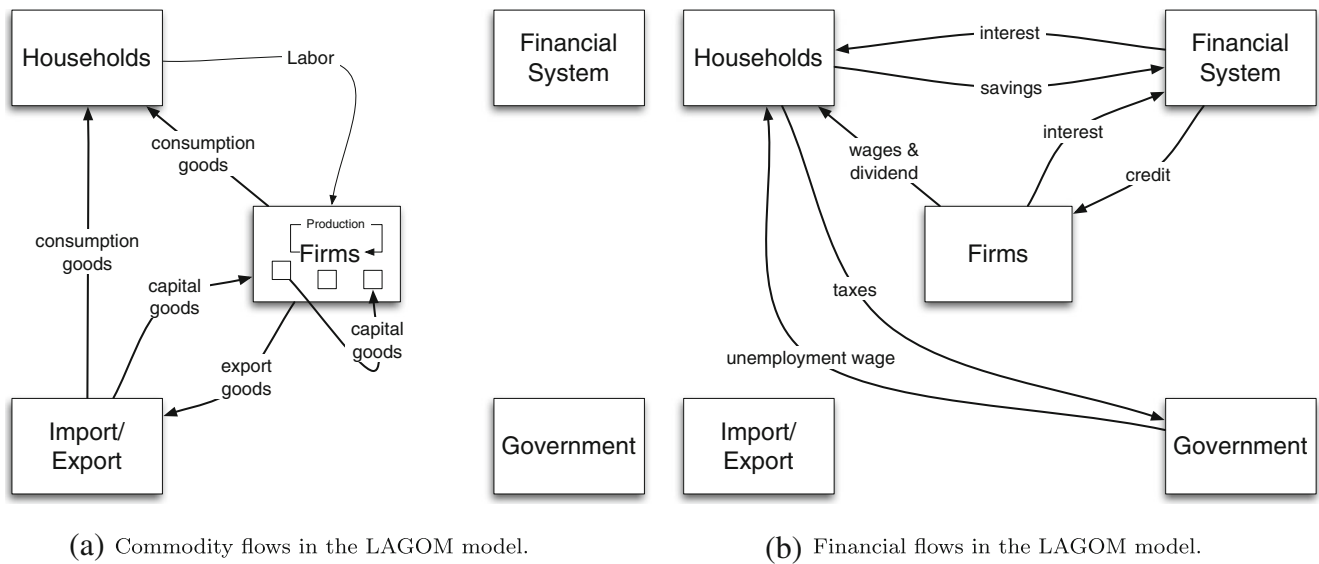 Households
Labor
Financial
System
consumption
goods
Production
Firms
consumption
goods
capital
goods
capital
goods
export
goods
Import/
Export
Government
(a) Commodity flows in the LAGOM model.
Households
interest
savings
Financial
System
interest
wages &
dividend
credit
Firms
taxes
unemployment wage
Import/
Export
Government
(b) Financial flows in the LAGOM model.